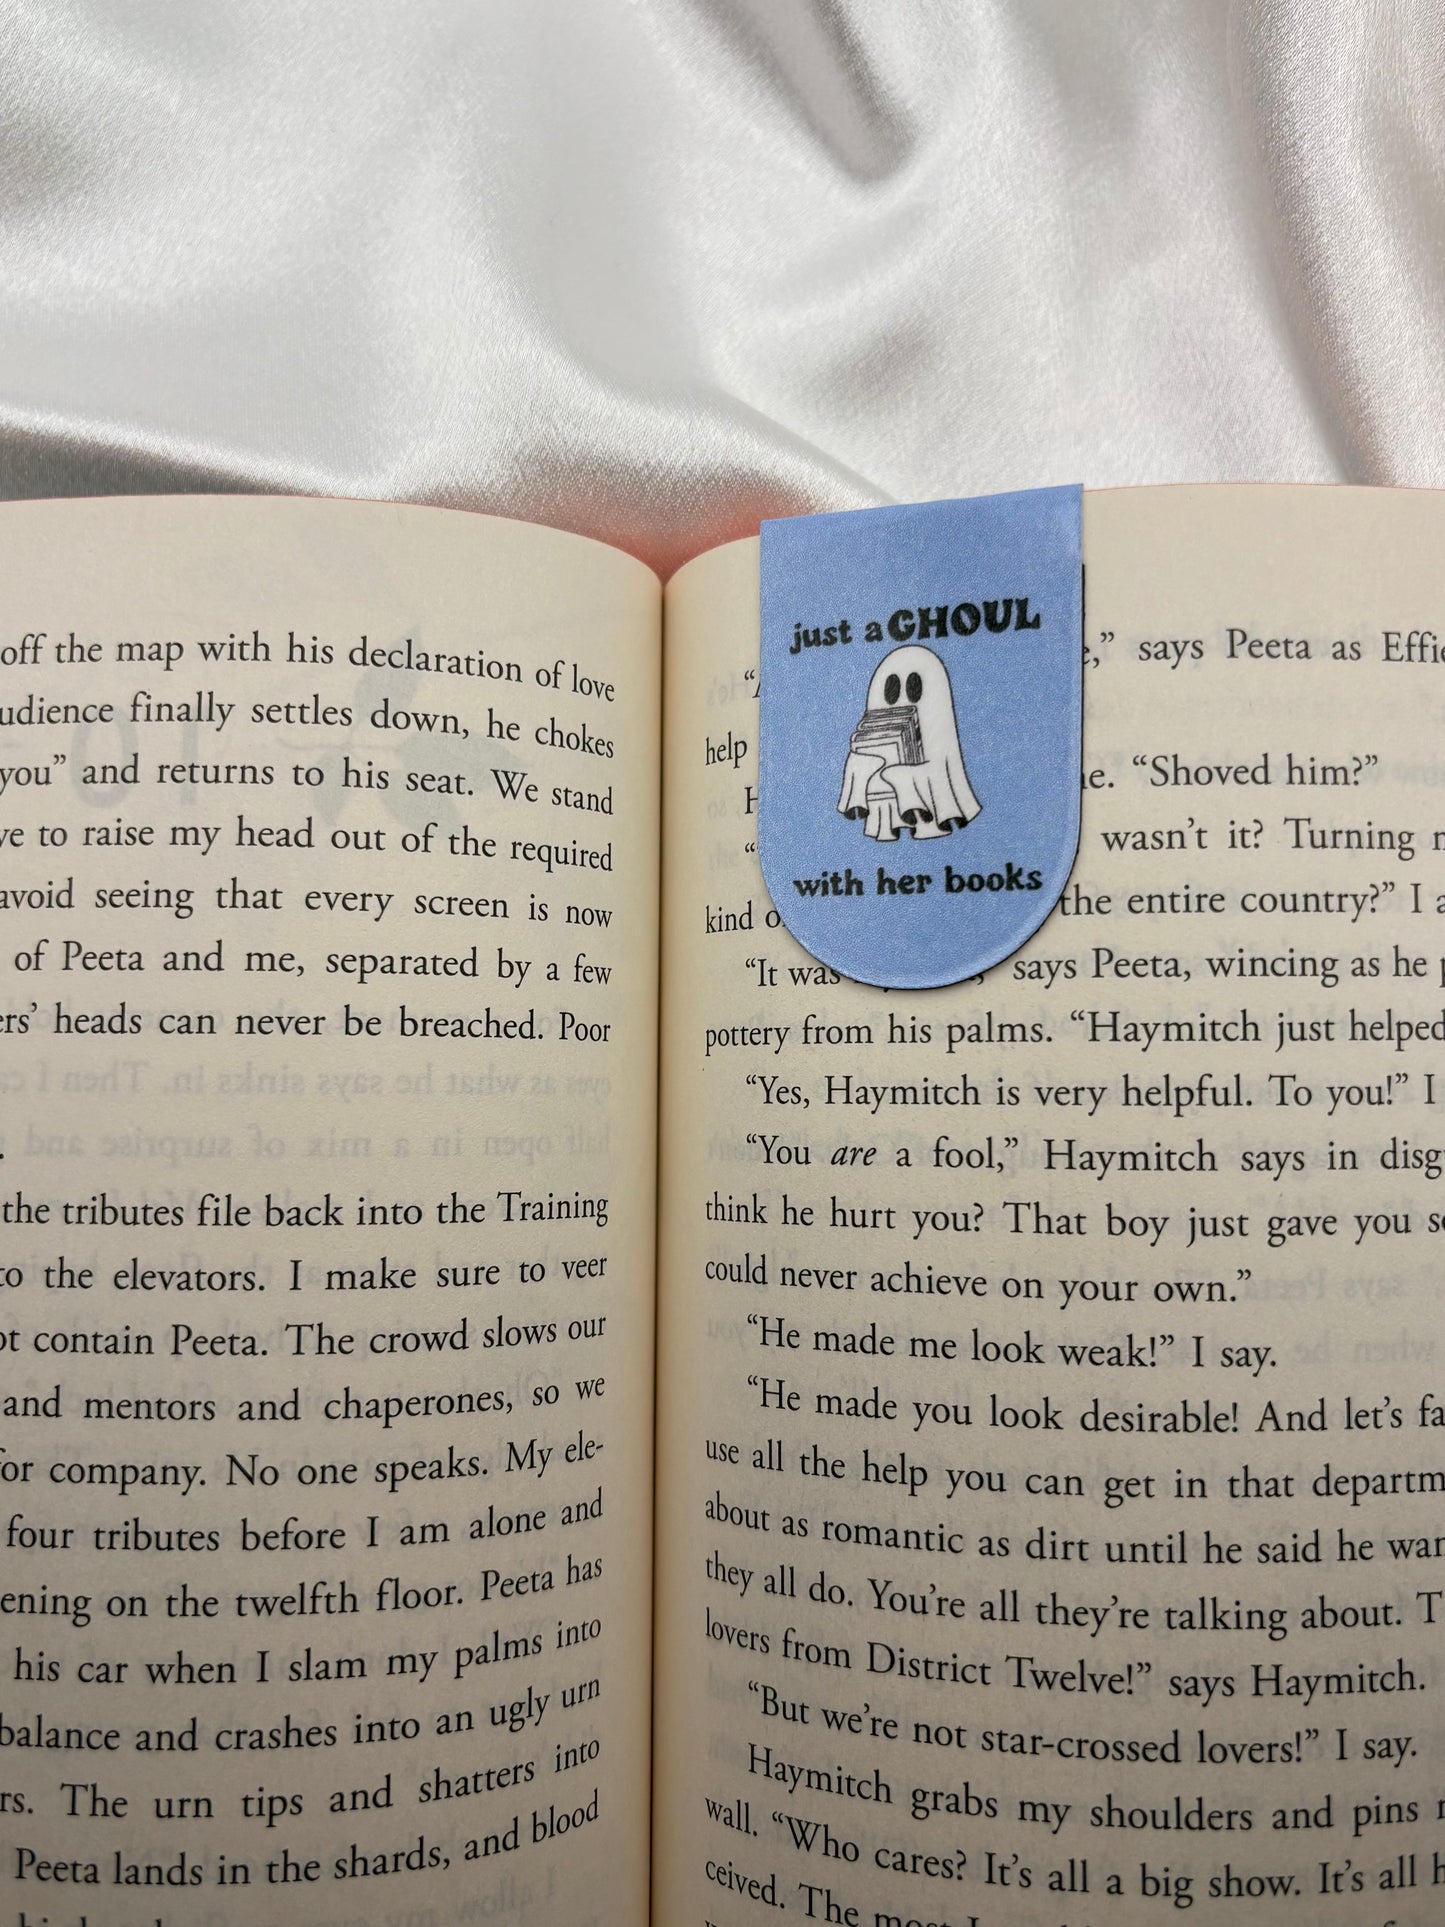 off the map with his declaration of love
udience finally settles down, he chokes
you” and returns to his seat. We stand
ve to raise my head out of the required
avoid seeing that every screen is now
of Peeta and me, separated by a few
ers’ heads can never be breached. Poor
the tributes file back into the Training
to the elevators. I make sure to veer
ot contain Peeta. The crowd slows our
and mentors and chaperones, so we
for company. No one speaks. My ele-
four tributes before I am alone and
ening on the twelfth floor. Peeta has
his car when I slam my palms into
balance and crashes into an ugly urn
rs. The urn tips and shatters into
Peeta lands in the shards, and blood
just a GHOUL
with her books
e,” says Peeta as Effie
help
ne. “Shoved him?”
wasn’t it? Turning
kind the entire country?” I
“It was says Peeta, wincing as he
pottery from his palms. “Haymitch just helped
“Yes, Haymitch is very helpful. To you!” I
“You are a fool,” Haymitch says in disg
think he hurt you? That boy just gave you
could never achieve on your own.”
“He made me look weak!” I say.
“He made you look desirable! And let’s fa
use all the help you can get in that departm
about as romantic as dirt until he said he wan
they all do. You’re all they’re talking about. T
lovers from District Twelve!” says Haymitch.
“But we’re not star-crossed lovers!” I say.
Haymitch grabs my shoulders and pins
wall. “Who cares? It’s all a big show. It’s all h
ceived. The most I